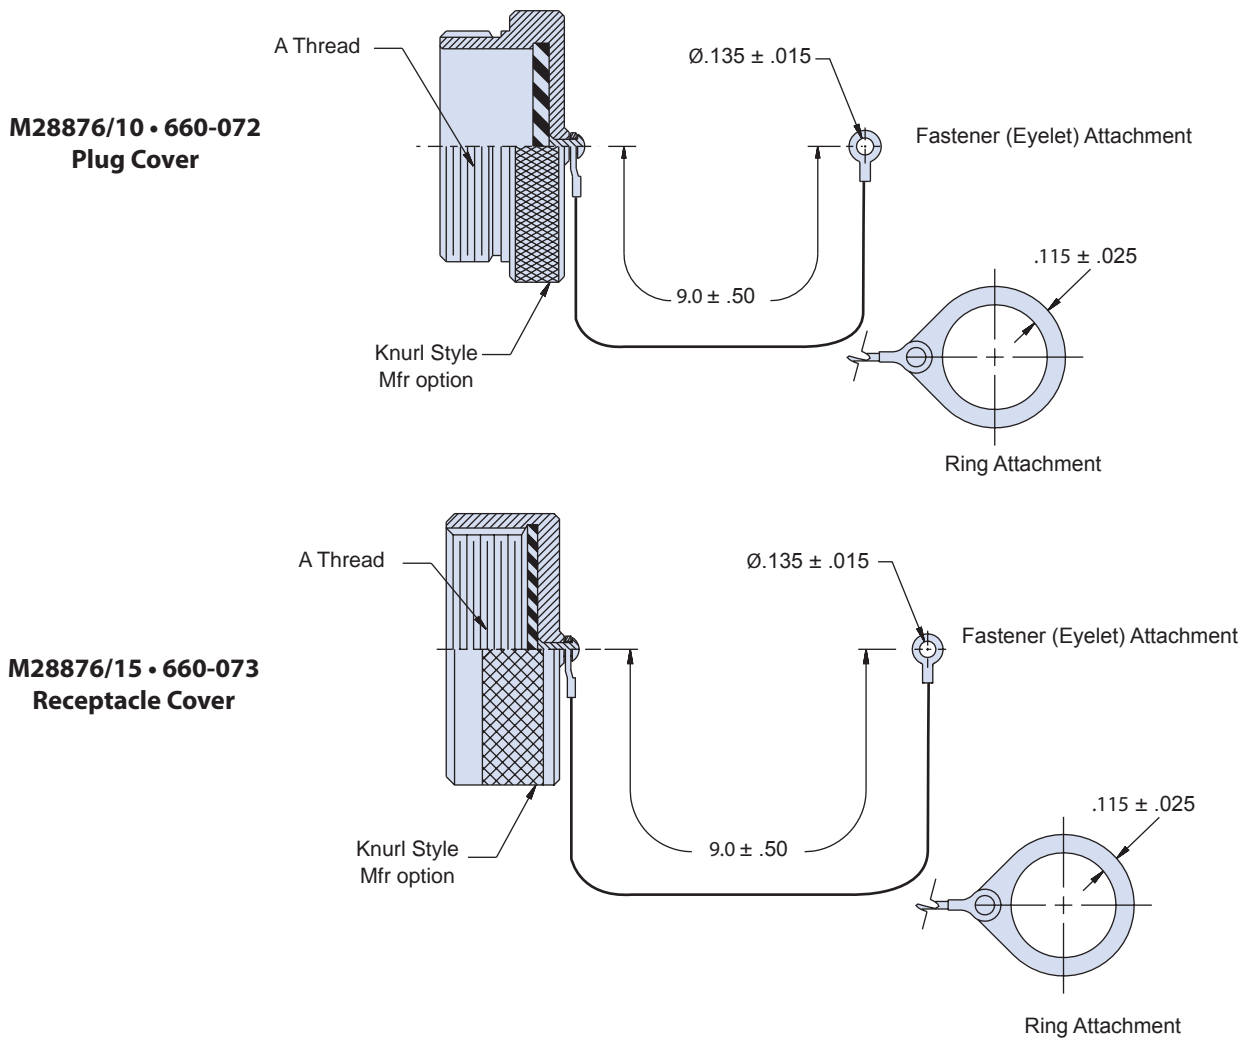 A Thread
Ø.135 ± .015
M28876/10 • 660-072
Plug Cover
Fastener (Eyelet) Attachment
.115 ± .025
9.0 ± .50
Knurl Style
Mfr option
Ring Attachment
A Thread
Ø.135 ± .015
Fastener (Eyelet) Attachment
M28876/15 • 660-073
Receptacle Cover
.115 ± .025
Knurl Style
Mfr option
9.0 ± .50
Ring Attachment